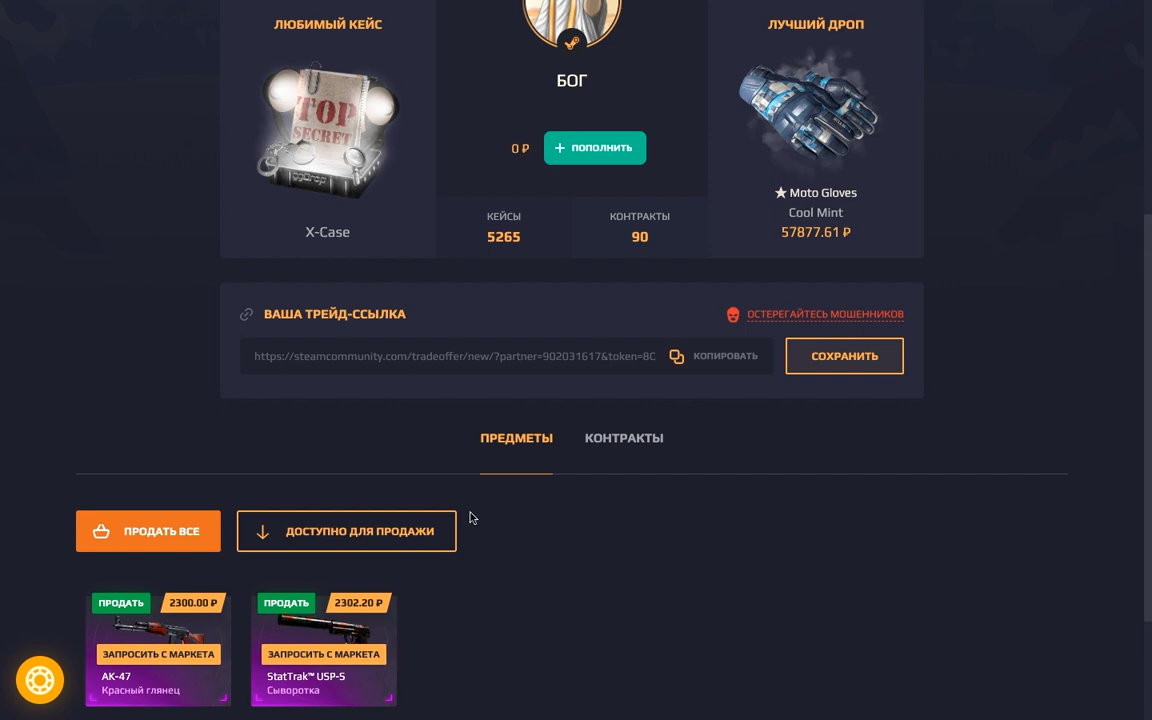 ЛЮБИМЫЙ КЕЙС
TOP
SECRET
ggDrop
X-Case
БОГ
0 ₽
+ ПОПОЛНИТЬ
КЕЙСЫ
5265
КОНТРАКТЫ
90
ЛУЧШИЙ ДРОП
★ Moto Gloves
Cool Mint
57877.61 ₽
ВАША ТРЕЙД-ССЫЛКА
ОСТЕРЕГАЙТЕСЬ МОШЕННИКОВ
https://steamcommunity.com/tradeoffer/new/?partner=902031617&token=8C
КОПИРОВАТЬ
СОХРАНИТЬ
ПРЕДМЕТЫ
КОНТРАКТЫ
ПРОДАТЬ ВСЕ
ДОСТУПНО ДЛЯ ПРОДАЖИ
ПРОДАТЬ
2300.00 ₽
ЗАПРОСИТЬ С МАРКЕТА
AK-47
Красный глянец
ПРОДАТЬ
2302.20 ₽
ЗАПРОСИТЬ С МАРКЕТА
StatTrak™ USP-S
Сыворотка